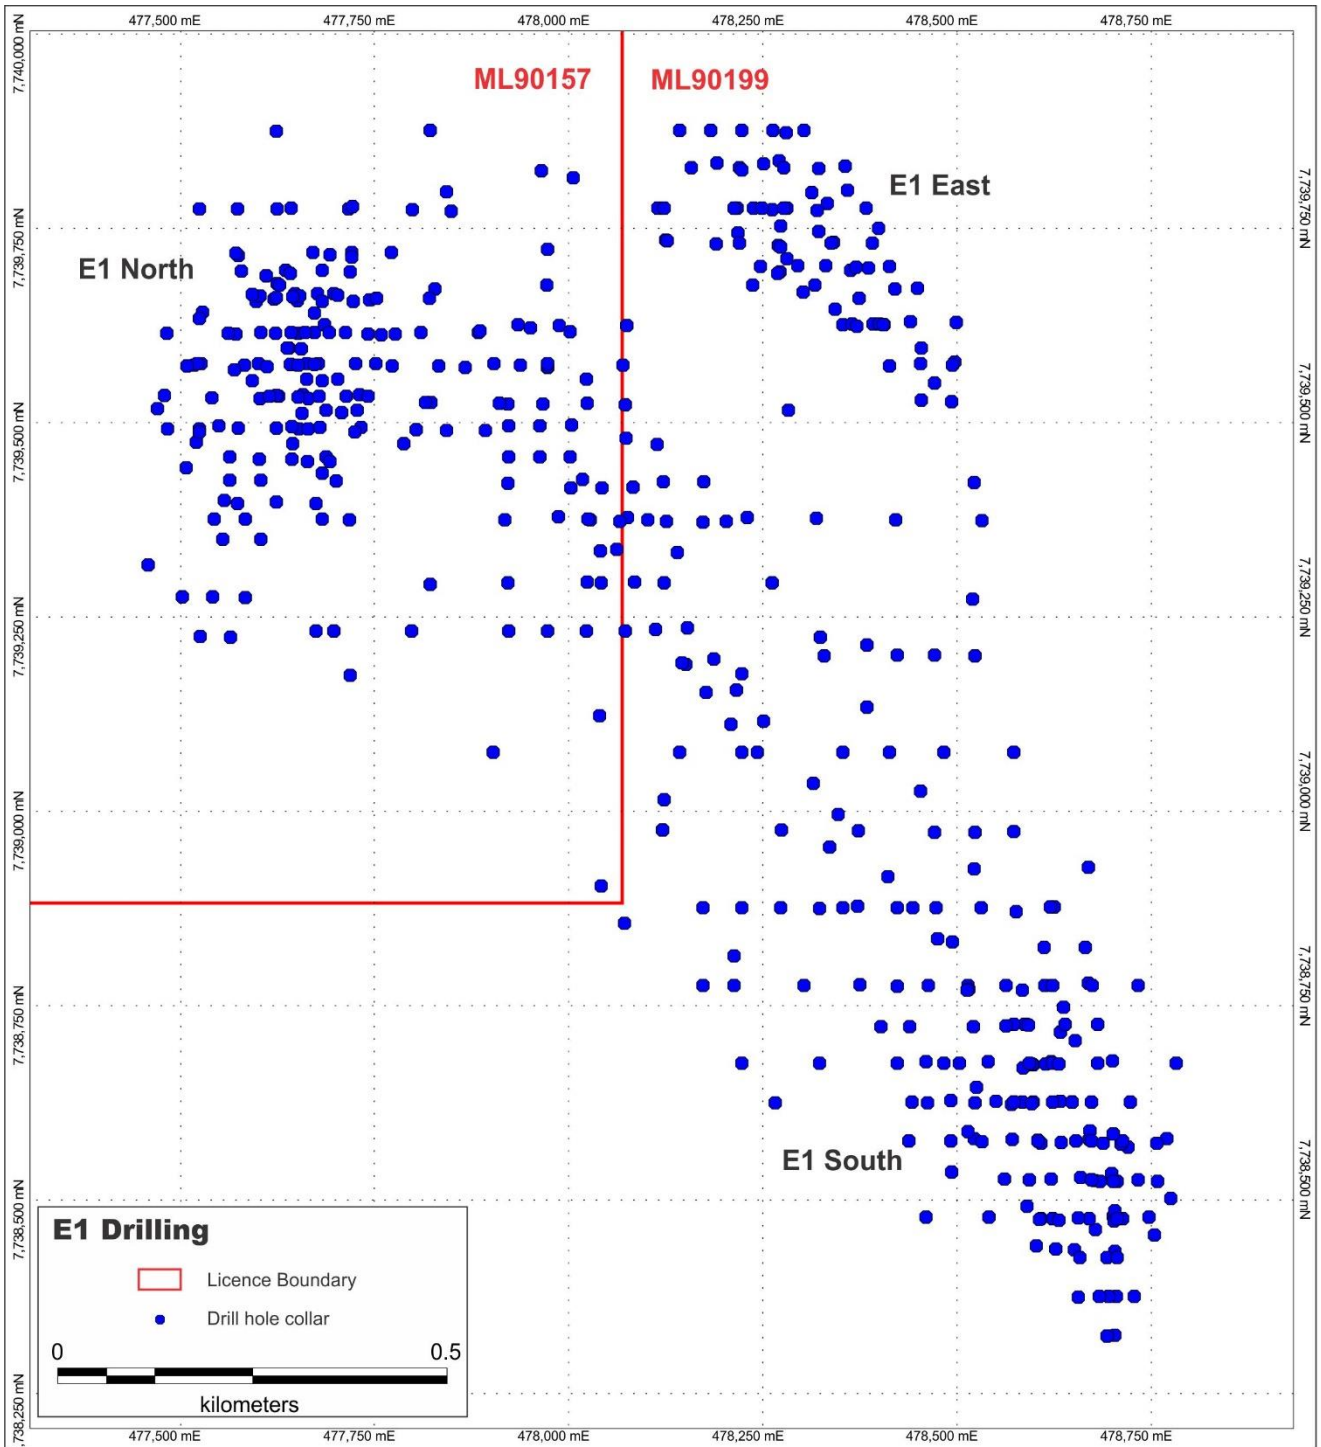 477,500 mE 477,750 mE 478,000 mE 478,250 mE 478,500 mE 478,750 mE
7,740,000 mN
ML90157 ML90199
E1 East
7,739,750 mN
7,739,750 mN
E1 North
7,739,500 mN
7,739,500 mN
7,739,250 mN
7,739,250 mN
7,739,000 mN
7,739,000 mN
7,738,750 mN
7,738,750 mN
E1 South
7,738,500 mN
7,738,500 mN
E1 Drilling
Licence Boundary
Drill hole collar
0 0.5
kilometers
,738,250 mN
477,500 mE 477,750 mE 478,000 mE 478,250 mE 478,500 mE 478,750 mE